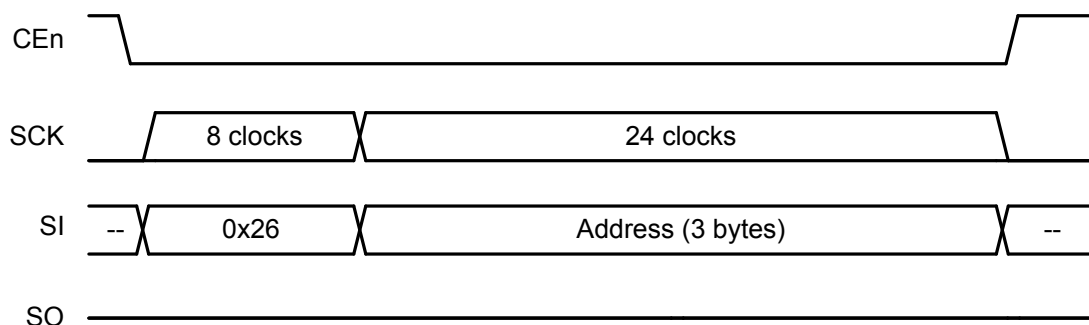 CEn
SCK 8 clocks 24 clocks
SI -- 0x26 Address (3 bytes) --
SO